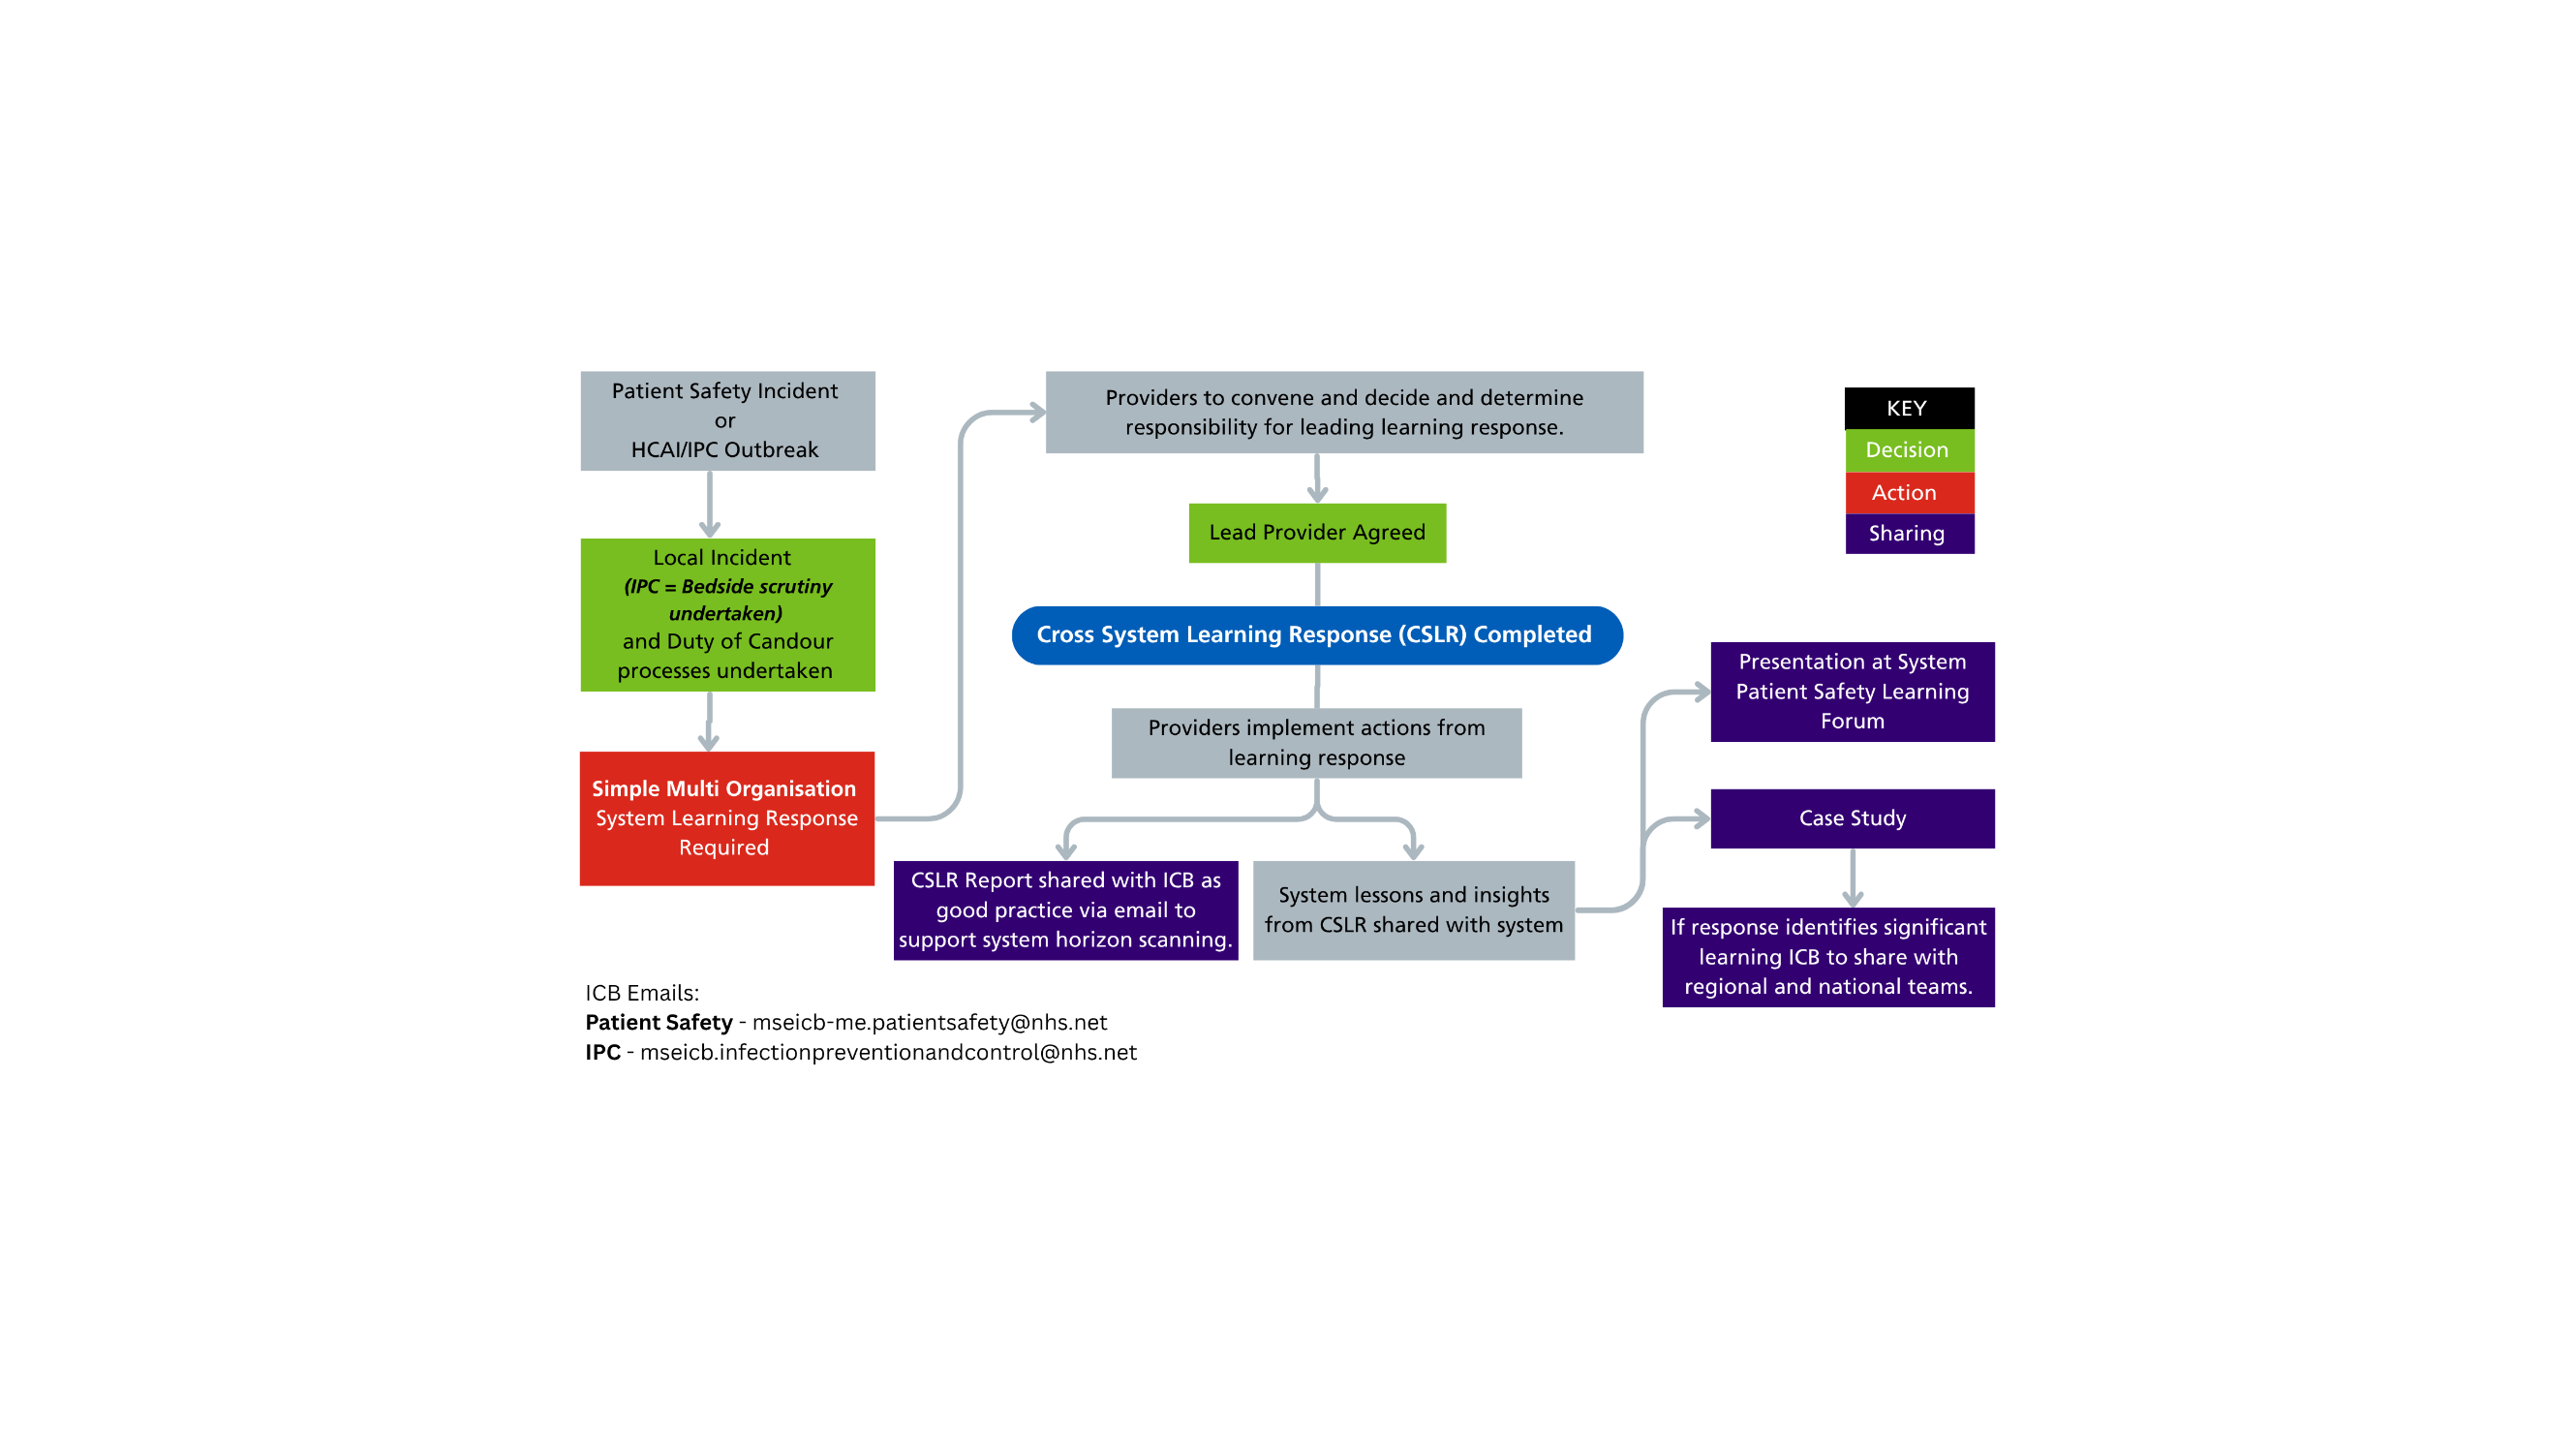 Patient Safety Incident
or
HCAI/IPC Outbreak
Local Incident
(IPC = Bedside scrutiny
undertaken)
and Duty of Candour
processes undertaken
Simple Multi Organisation
System Learning Response
Required
Providers to convene and decide and determine
responsibility for leading learning response.
Lead Provider Agreed
Cross System Learning Response (CSLR) Completed
Providers implement actions from
learning response
CSLR Report shared with ICB as
good practice via email to
support system horizon scanning.
System lessons and insights
from CSLR shared with system
KEY
Decision
Action
Sharing
Presentation at System
Patient Safety Learning
Forum
Case Study
If response identifies significant
learning ICB to share with
regional and national teams.
ICB Emails:
Patient Safety - mseicb-me.patientsafety@nhs.net
IPC - mseicb.infectionpreventionandcontrol@nhs.net